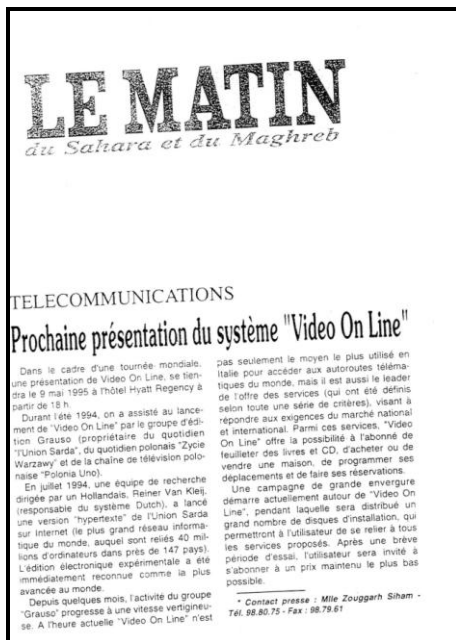 LE MATIN
du Sahara et du Maghreb
TELECOMMUNICATIONS
Prochaine présentation du système "Video On Line"
Dans le cadre d'une tournée mondiale,
une présentation de Video On Line, se tien-
dra le 9 mai 1995 à l'hôtel Hyatt Regency à
partir de 18 h.
Durant l'été 1994, on a assisté au lance-
ment de "Video On Line" par le groupe d'édi-
tion Grauso (propriétaire du quotidien
"l'Union Sarda", du quotidien polonais "Zycie
Warzawy" et de la chaîne de télévision polo-
naise "Polonia Uno).
En juillet 1994, une équipe de recherche
dirigée par un Hollandais, Reiner Van Kleij,
(responsable du système Dutch), a lancé
une version "hypertexte" de l'Union Sarda
sur Internet (le plus grand réseau informa-
tique du monde, auquel sont reliés 40 mil-
lions d'ordinateurs dans près de 147 pays).
L'édition électronique expérimentale a été
immédiatement reconnue comme la plus
avancée au monde.
Depuis quelques mois, l'activité du groupe
"Grauso" progresse à une vitesse vertigineu-
se. A l'heure actuelle "Video On Line" n'est
pas seulement le moyen le plus utilisé en
Italie pour accéder aux autoroutes téléma-
tiques du monde, mais il est aussi le leader
de l'offre des services (qui ont été définis
selon toute une série de critères), visant à
répondre aux exigences du marché national
et international. Parmi ces services, "Video
On Line" offre la possibilité à l'abonné de
feuilleter des livres et CD, d'acheter ou de
vendre une maison, de programmer ses
déplacements et de faire ses réservations.
Une campagne de grande envergure
démarre actuellement autour de "Video On
Line", pendant laquelle sera distribué un
grand nombre de disques d'installation, qui
permettront à l'utilisateur de se relier à tous
les services proposés. Après une brève
période d'essai, l'utilisateur sera invité à
s'abonner à un prix maintenu le plus bas
possible.
* Contact presse : Mlle Zouggarh Siham -
Tél. 98.80.75 - Fax : 98.79.61